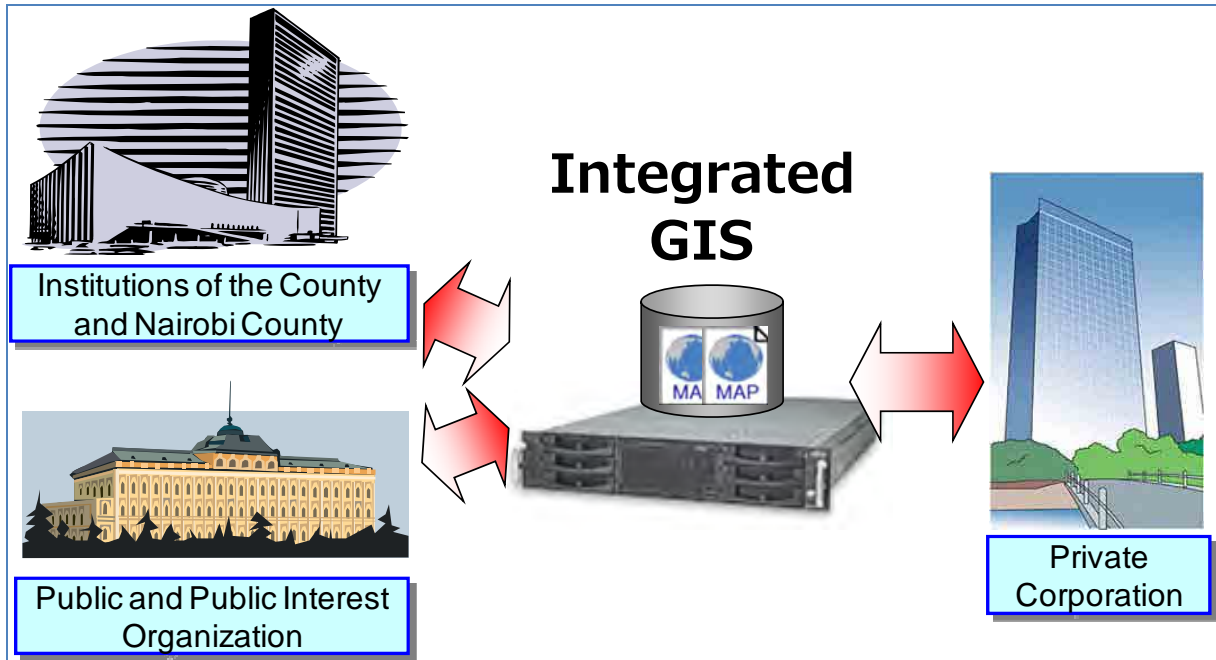 Integrated
GIS
Institutions of the County
and Nairobi County
MA MAP
Public and Public Interest
Organization
Private
Corporation